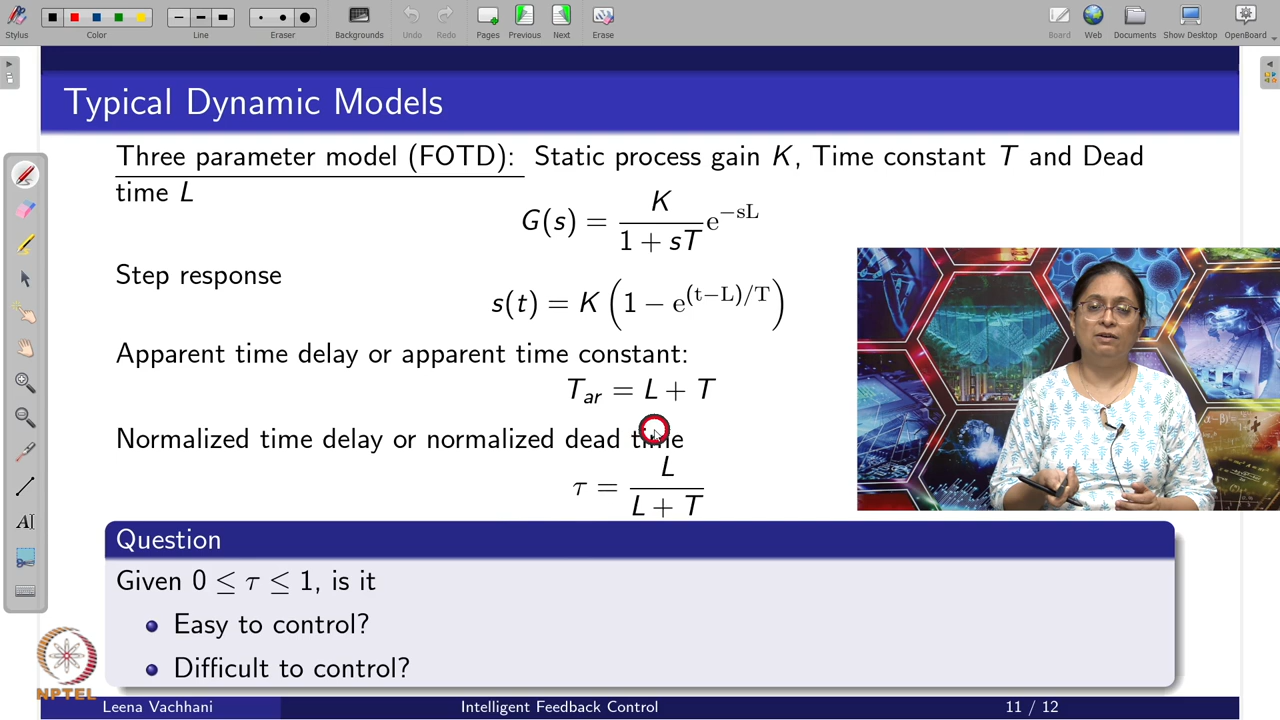 Stylus Color Line Eraser Backgrounds Undo Redo Pages Previous Next Erase Board Web Documents Show Desktop OpenBoard
Typical Dynamic Models
Three parameter model (FOTD): Static process gain K, Time constant T and Dead
time L
G(s) = K / (1 + sT) e^{−sL}
Step response
s(t) = K (1 − e^{(t−L)/T})
Apparent time delay or apparent time constant:
T_{ar} = L + T
Normalized time delay or normalized dead time
τ = L / (L + T)
Question
Given 0 ≤ τ ≤ 1, is it
• Easy to control?
• Difficult to control?
NPTEL
Leena Vachhani Intelligent Feedback Control 11 / 12